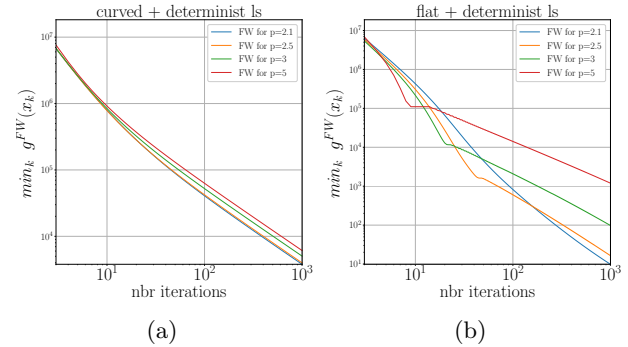 curved + determinist ls
FW for p=2.1
FW for p=2.5
FW for p=3
FW for p=5
10^7
10^6
10^5
10^4
min_k g^{FW}(x_k)
10^1
10^2
10^3
nbr iterations
(a)
flat + determinist ls
FW for p=2.1
FW for p=2.5
FW for p=3
FW for p=5
10^7
10^6
10^5
10^4
10^3
10^2
10^1
min_k g^{FW}(x_k)
10^1
10^2
10^3
nbr iterations
(b)